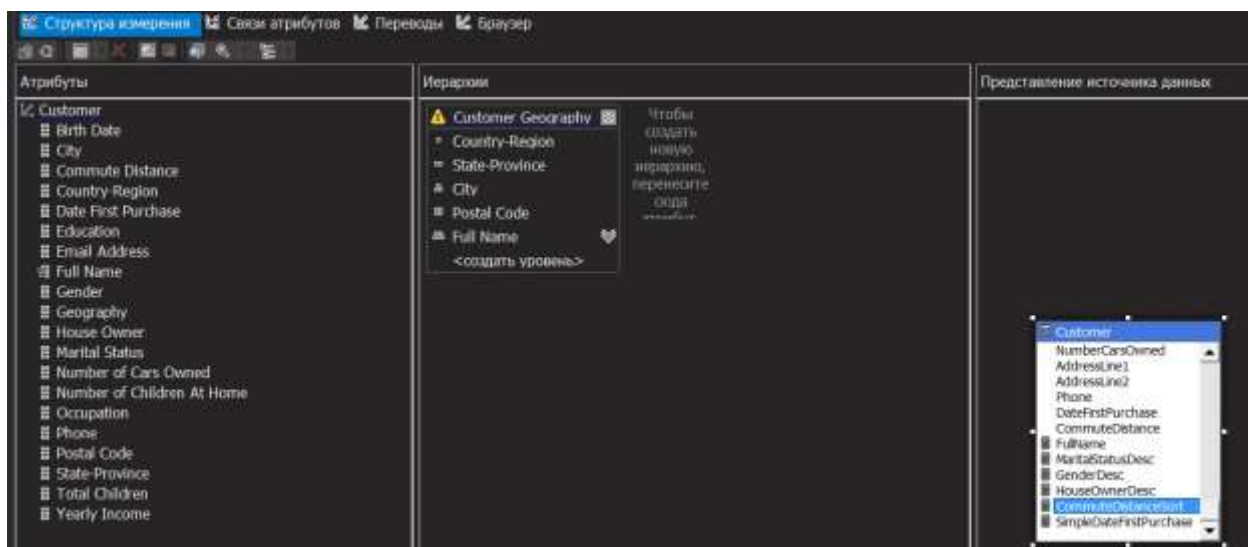 Структура измерения Связи атрибутов Переводы Браузер
Атрибуты
Customer
Birth Date
City
Commute Distance
Country-Region
Date First Purchase
Education
Email Address
Full Name
Gender
Geography
House Owner
Marital Status
Number of Cars Owned
Number of Children At Home
Occupation
Phone
Postal Code
State-Province
Total Children
Yearly Income
Иерархии
Customer Geography
Country-Region
State-Province
City
Postal Code
Full Name
<создать уровень>
Чтобы
создать
новую
иерархию,
перенесите
сюда
Представление источника данных
Customer
NumberCarsOwned
AddressLine1
AddressLine2
Phone
DateFirstPurchase
CommuteDistance
FullName
MaritalStatusDesc
GenderDesc
HouseOwnerDesc
CommuteDistanceSort
SimpleDateFirstPurchase